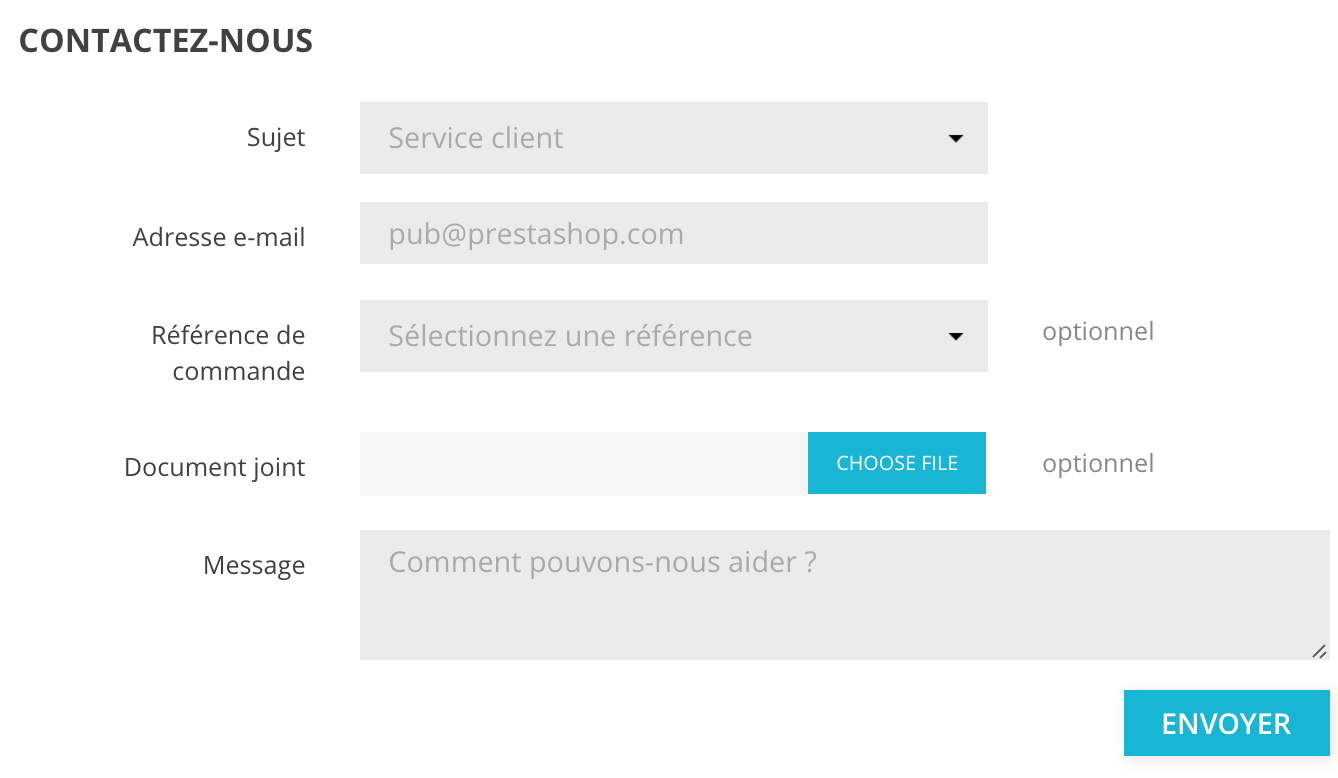 CONTACTEZ-NOUS
Sujet
Service client
Adresse e-mail
pub@prestashop.com
Référence de
commande
Sélectionnez une référence
optionnel
Document joint
CHOOSE FILE
optionnel
Message
Comment pouvons-nous aider ?
ENVOYER